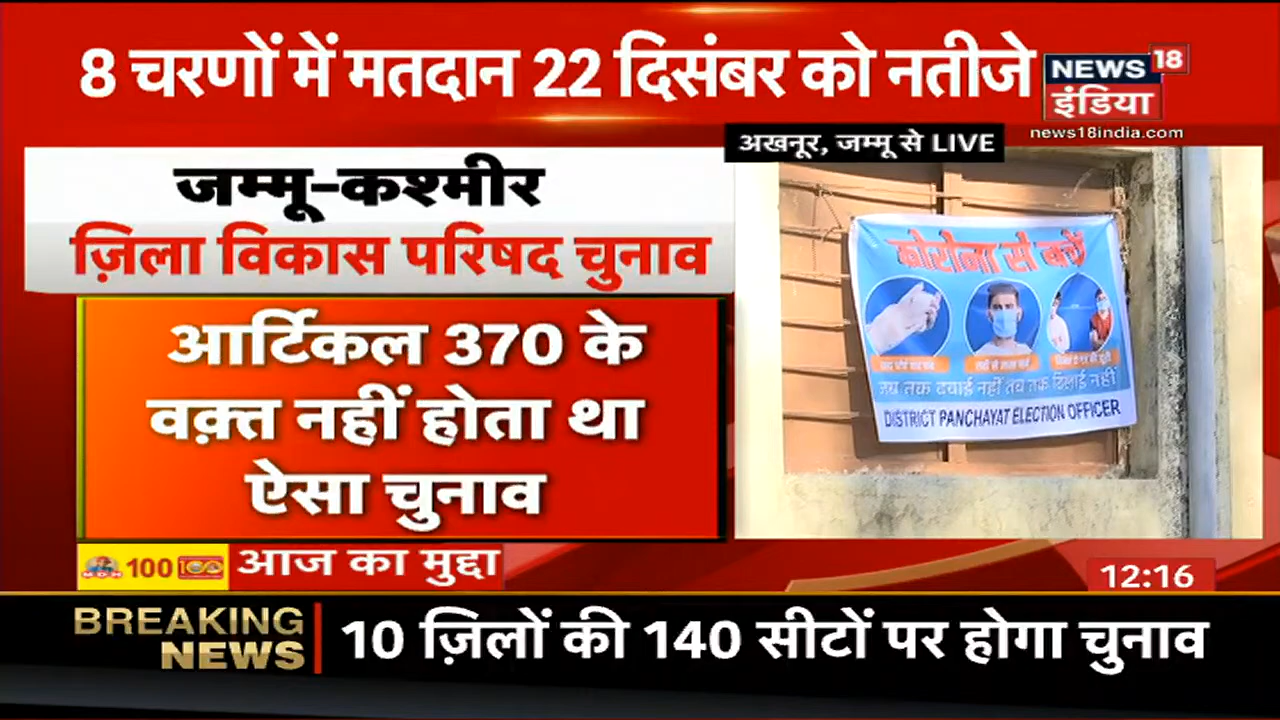 8 चरणों में मतदान 22 दिसंबर को नतीजे
NEWS 18
इंडिया
news18india.com
अखनूर, जम्मू से LIVE
जम्मू-कश्मीर
ज़िला विकास परिषद चुनाव
आर्टिकल 370 के
वक़्त नहीं होता था
ऐसा चुनाव
कोरोना से बचें
जब तक दवाई नहीं तब तक ढिलाई नहीं
DISTRICT PANCHAYAT ELECTION OFFICER
MDH 100 100
आज का मुद्दा
12:16
BREAKING
NEWS
10 ज़िलों की 140 सीटों पर होगा चुनाव